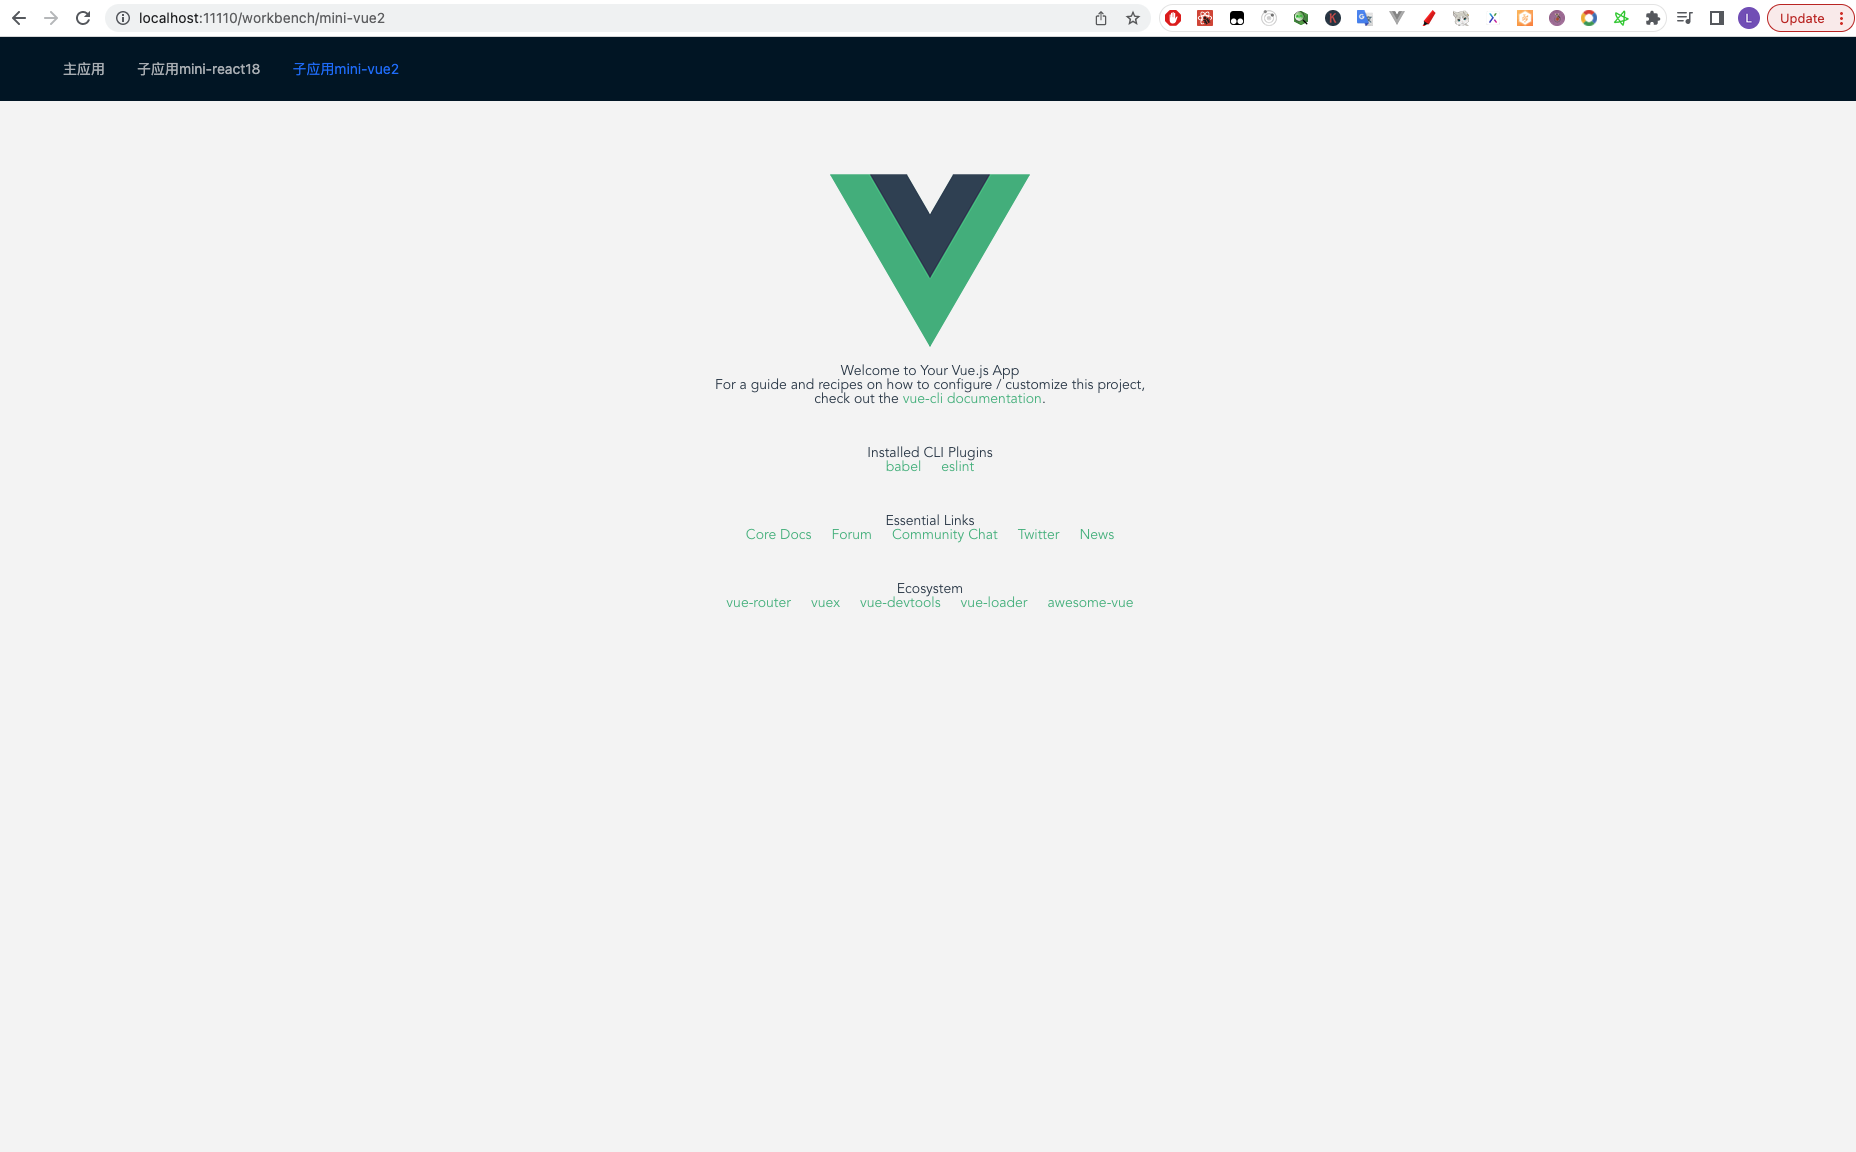 localhost:11110/workbench/mini-vue2
L
Update
主应用 子应用mini-react18 子应用mini-vue2
Welcome to Your Vue.js App
For a guide and recipes on how to configure / customize this project,
check out the vue-cli documentation.
Installed CLI Plugins
babel eslint
Essential Links
Core Docs Forum Community Chat Twitter News
Ecosystem
vue-router vuex vue-devtools vue-loader awesome-vue